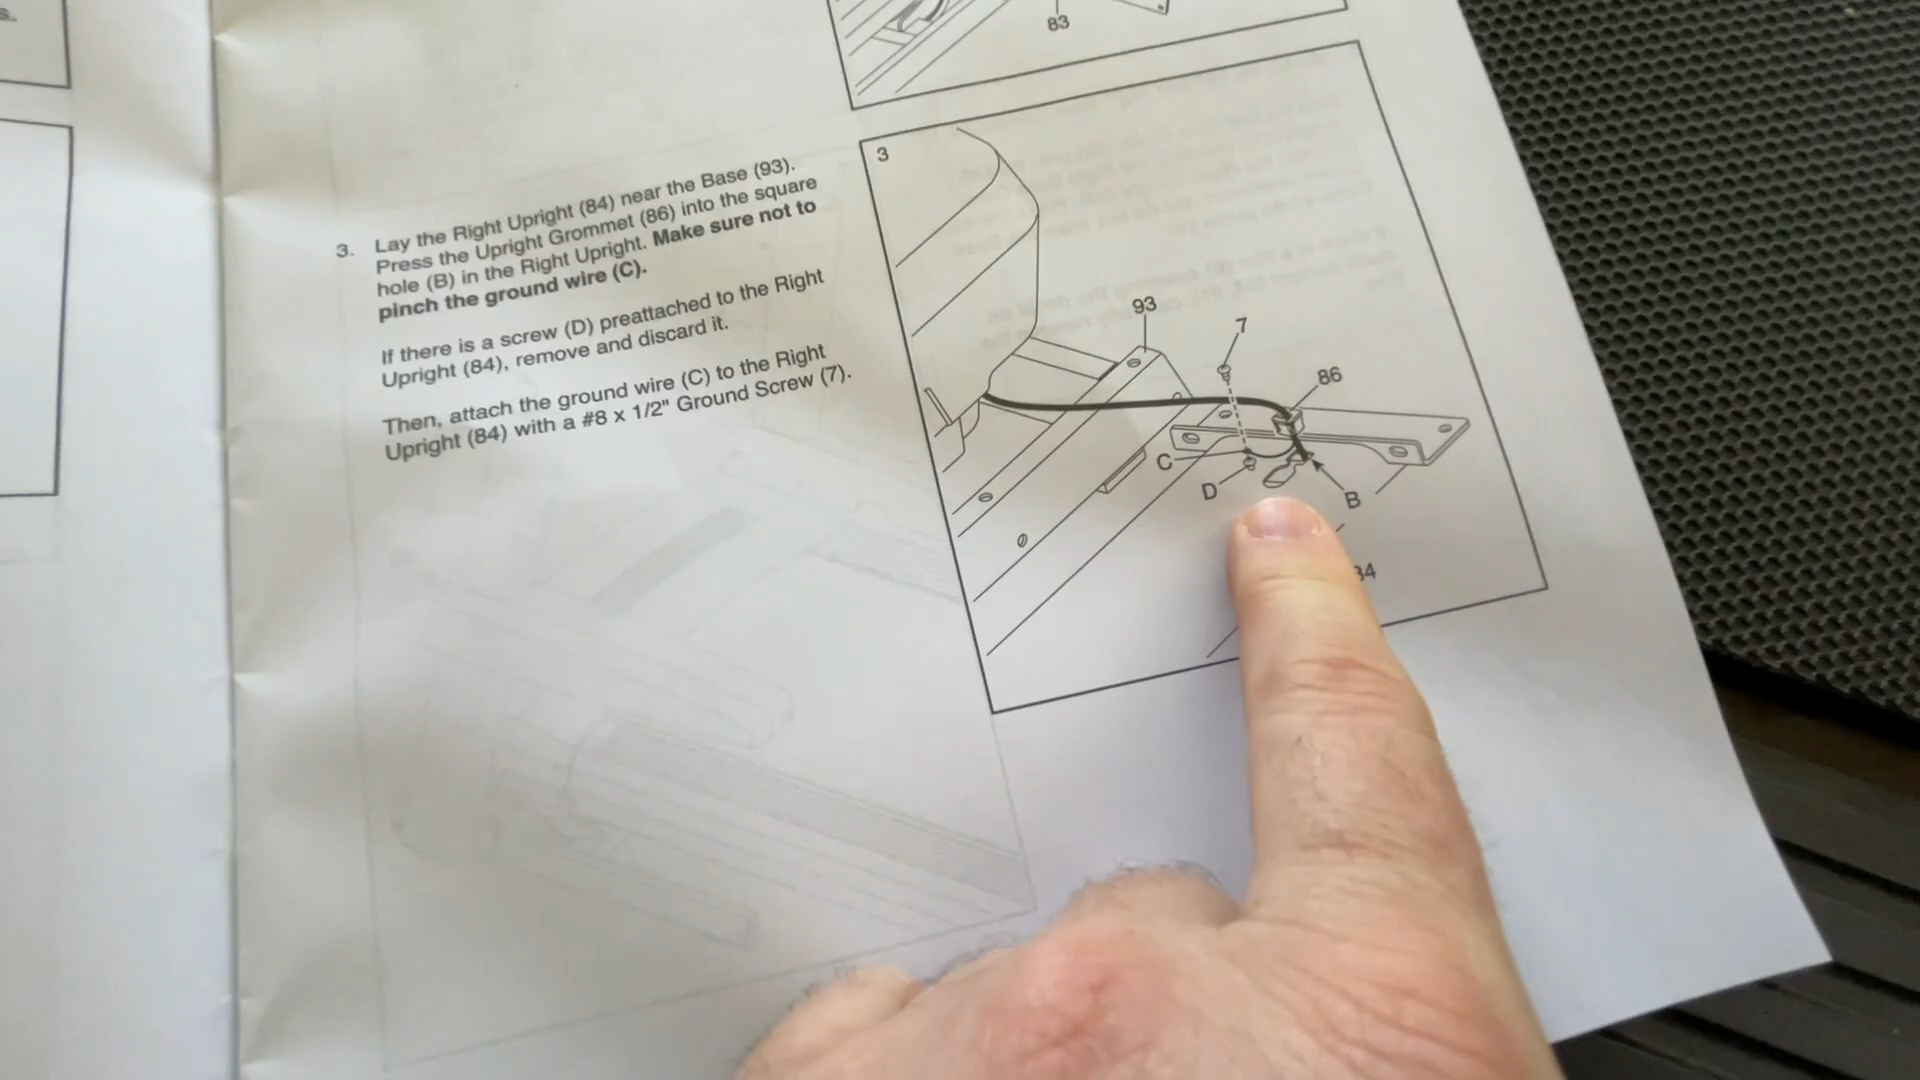 s.
83
3. Lay the Right Upright (84) near the Base (93).
Press the Upright Grommet (86) into the square
hole (B) in the Right Upright. Make sure not to
pinch the ground wire (C).
If there is a screw (D) preattached to the Right
Upright (84), remove and discard it.
Then, attach the ground wire (C) to the Right
Upright (84) with a #8 x 1/2" Ground Screw (7).
3
93
7
86
C
D
B
34